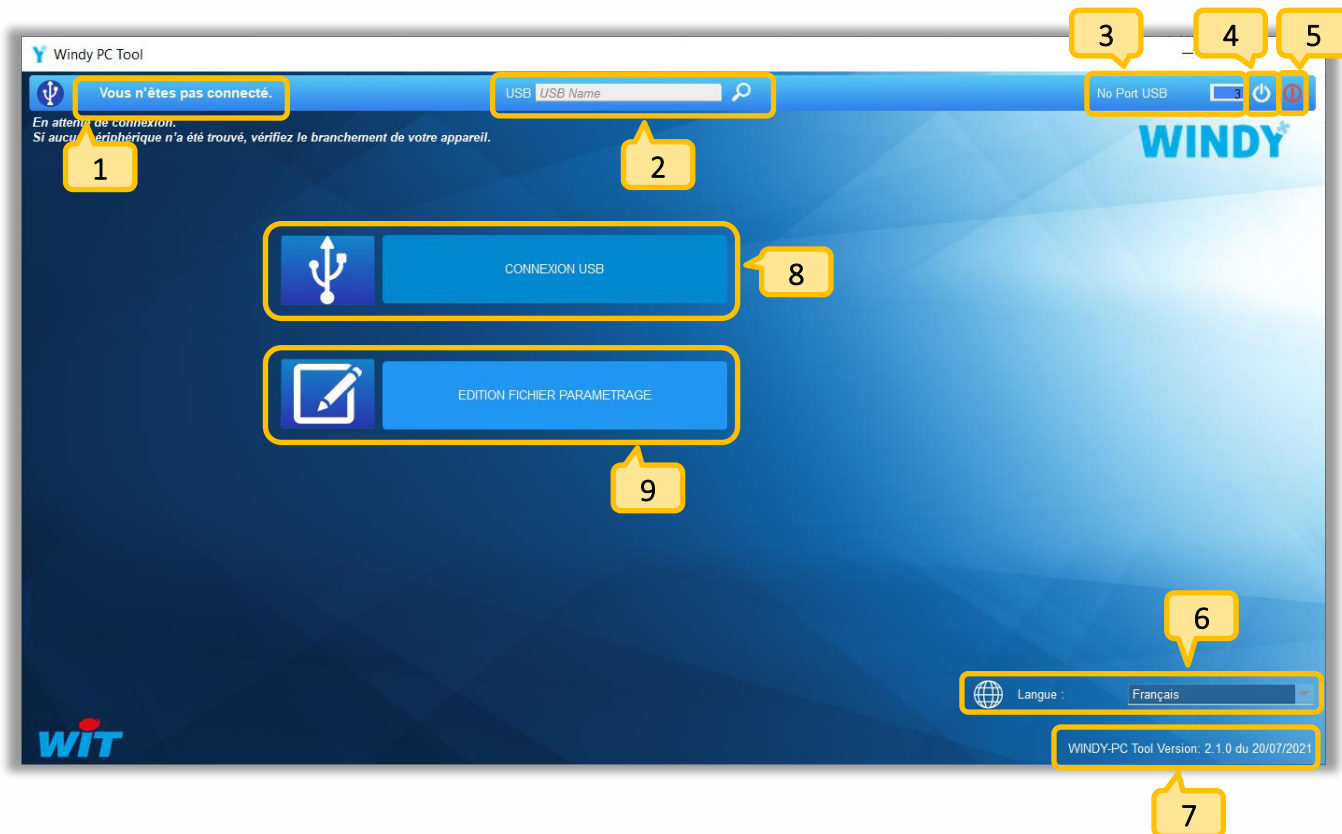 3
4
5
Windy PC Tool
Vous n'êtes pas connecté.
USB USB Name
No Port USB 3
En attente de connexion.
Si aucun périphérique n'a été trouvé, vérifiez le branchement de votre appareil.
WINDY
1
2
CONNEXION USB
8
EDITION FICHIER PARAMETRAGE
9
6
Langue : Français
WIT
WINDY-PC Tool Version: 2.1.0 du 20/07/2021
7